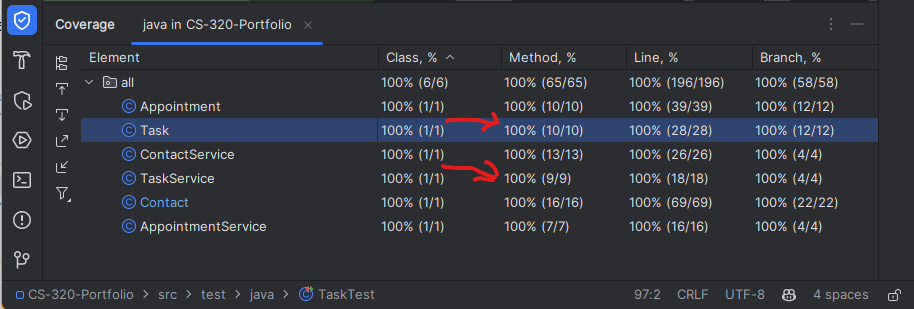 Coverage java in CS-320-Portfolio
Element Class, % Method, % Line, % Branch, %
all 100% (6/6) 100% (65/65) 100% (196/196) 100% (58/58)
Appointment 100% (1/1) 100% (10/10) 100% (39/39) 100% (12/12)
Task 100% (1/1) 100% (10/10) 100% (28/28) 100% (12/12)
ContactService 100% (1/1) 100% (13/13) 100% (26/26) 100% (4/4)
TaskService 100% (1/1) 100% (9/9) 100% (18/18) 100% (4/4)
Contact 100% (1/1) 100% (16/16) 100% (69/69) 100% (22/22)
AppointmentService 100% (1/1) 100% (7/7) 100% (16/16) 100% (4/4)
CS-320-Portfolio > src > test > java > TaskTest 97:2 CRLF UTF-8 4 spaces